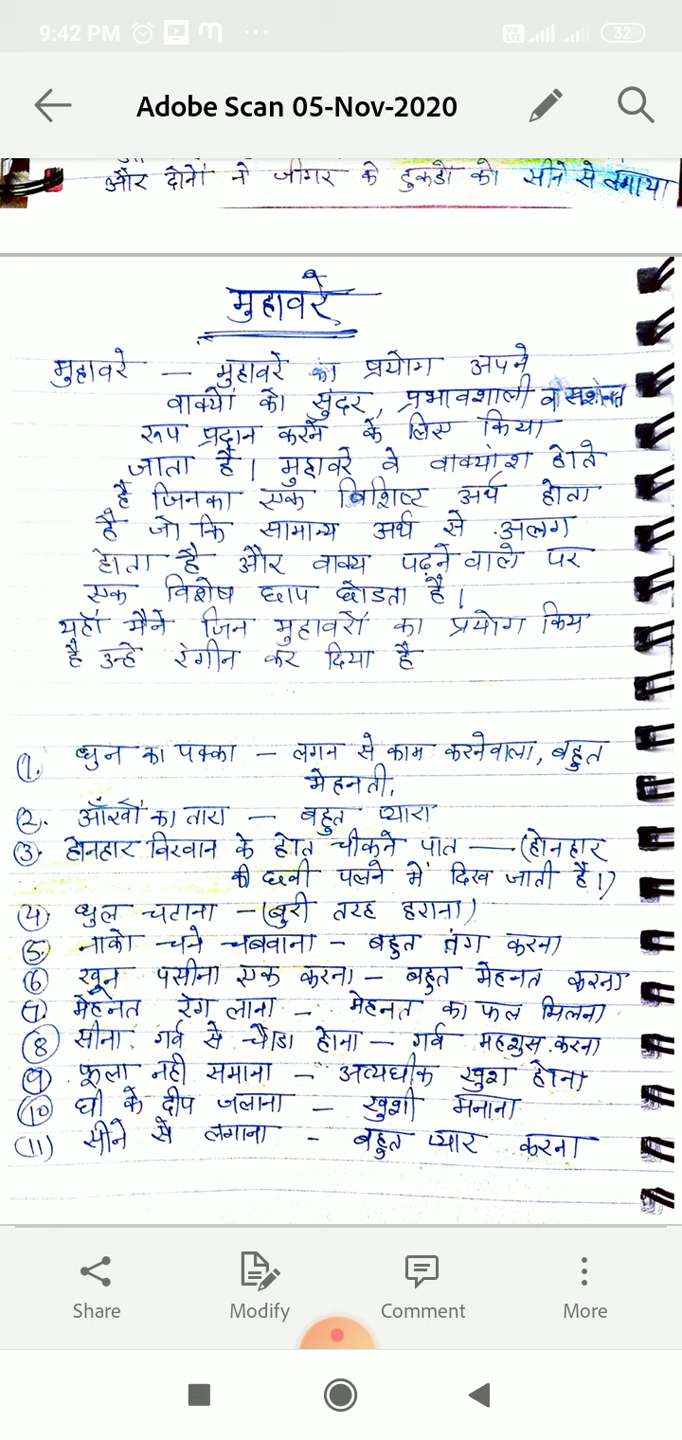 9:42 PM
32
Adobe Scan 05-Nov-2020
और दोनों ने जीगर के टुकडो को सीने से लगाया
मुहावरे
मुहावरे — मुहावरे का प्रयोग अपने
वाक्यों को सुंदर, प्रभावशाली व सशक्त
रूप प्रदान करने के लिए किया
जाता है। मुहावरे वे वाक्यांश होते
है जिनका एक विशिष्ट अर्थ होता
है जो कि सामान्य अर्थ से अलग
होता है और वाक्य पढ़ने वाले पर
एक विशेष छाप छोडता है।
यहाँ मैने जिन मुहावरों का प्रयोग किय
है उन्हे रंगीन कर दिया है
(1. धुन का पक्का – लगन से काम करनेवाला, बहुत
मेहनती,
(2). आँखों का तारा – बहुत प्यारा
(3). होनहार विरवान के होत चीकने पात — (होनहार
की छवी पलने में दिख जाती है।)
(4) धुल चटाना – (बुरी तरह हराना)
(5) नाको चने चबवाना – बहुत तंग करना
(6) खून पसीना एक करना – बहुत मेहनत करना
(7) मेहनत रंग लाना – मेहनत का फल मिलना
(8) सीना गर्व से चौडा होना – गर्व महशुस करना
(9) फूला नही समाना – अत्यधीक खुश होना
(10) घी के दीप जलाना – खुशी मनाना
(11) सीने से लगाना – बहुत प्यार करना
Share
Modify
Comment
More